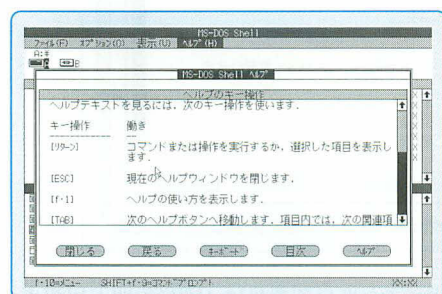 MS-DOS Shell
ﾌｧｲﾙ(F) ｵﾌﾟｼｮﾝ(O) 表示(V) ﾍﾙﾌﾟ(H)
A:¥
A B
MS-DOS Shell ﾍﾙﾌﾟ
ヘルプのキー操作
ヘルプテキストを見るには、次のキー操作を使います．
キー操作 働き
[ﾘﾀｰﾝ] コマンドまたは操作を実行するか，選択した項目を表示し
ます．
[ESC] 現在のヘルプウィンドウを閉じます．
[f･1] ヘルプの使い方を表示します．
[TAB] 次のヘルプボタンへ移動します．項目内では，次の関連項
閉じる 戻る ｷｰﾎﾞｰﾄﾞ 目次 ﾍﾙﾌﾟ
f･10=ﾒﾆｭｰ SHIFT+f･9=ｺﾏﾝﾄﾞﾌﾟﾛﾝﾌﾟﾄ XX:XX